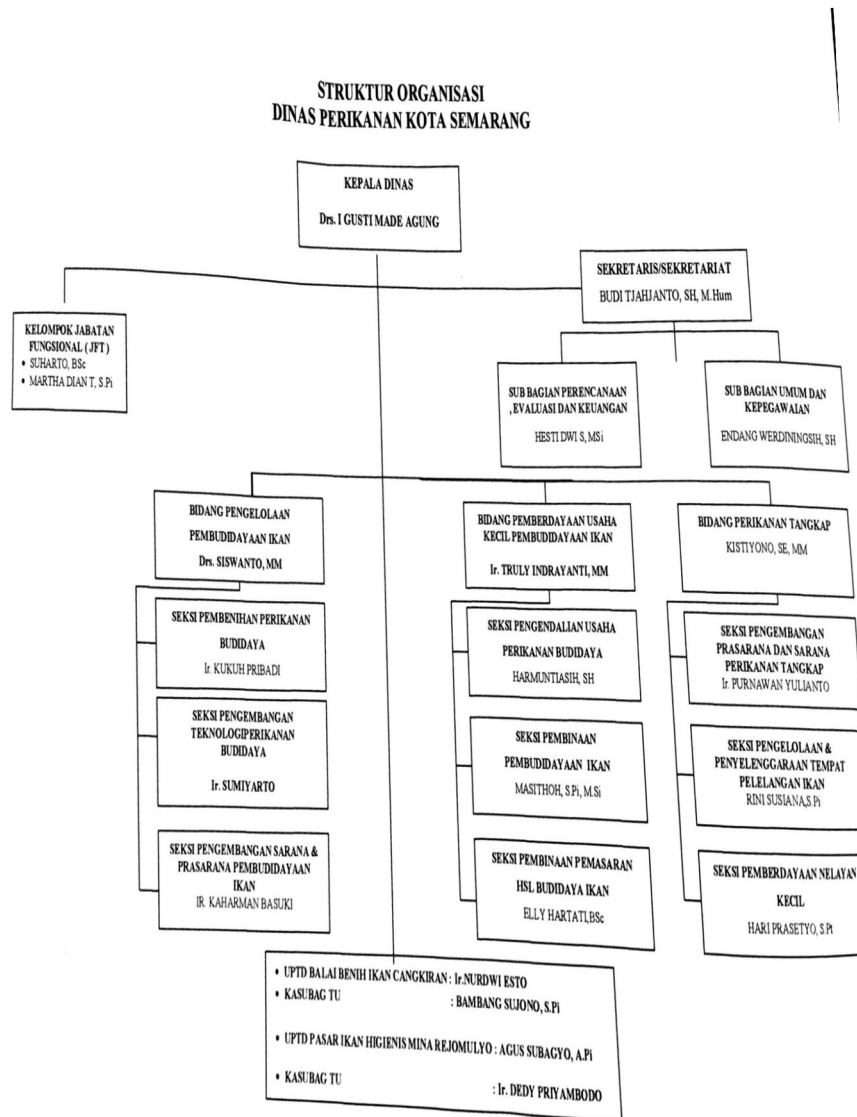 STRUKTUR ORGANISASI
DINAS PERIKANAN KOTA SEMARANG
KEPALA DINAS
Drs. I GUSTI MADE AGUNG
SEKRETARIS/SEKRETARIAT
BUDI TJAHJANTO, SH, M.Hum
KELOMPOK JABATAN
FUNGSIONAL ( JFT )
• SUHARTO, BSc
• MARTHA DIAN T, S.Pi
SUB BAGIAN PERENCANAAN
, EVALUASI DAN KEUANGAN
HESTI DWI S, MSi
SUB BAGIAN UMUM DAN
KEPEGAWAIAN
ENDANG WERDININGSIH, SH
BIDANG PENGELOLAAN
PEMBUDIDAYAAN IKAN
Drs. SISWANTO, MM
SEKSI PEMBENIHAN PERIKANAN
BUDIDAYA
Ir. KUKUH PRIBADI
SEKSI PENGEMBANGAN
TEKNOLOGIPERIKANAN
BUDIDAYA
Ir. SUMIYARTO
SEKSI PENGEMBANGAN SARANA &
PRASARANA PEMBUDIDAYAAN
IKAN
IR. KAHARMAN BASUKI
BIDANG PEMBERDAYAAN USAHA
KECIL PEMBUDIDAYAAN IKAN
Ir. TRULY INDRAYANTI, MM
SEKSI PENGENDALIAN USAHA
PERIKANAN BUDIDAYA
HARMUNTIASIH, SH
SEKSI PEMBINAAN
PEMBUDIDAYAAN IKAN
MASITHOH, S.Pi, M.Si
SEKSI PEMBINAAN PEMASARAN
HSL BUDIDAYA IKAN
ELLY HARTATI,BSc
BIDANG PERIKANAN TANGKAP
KISTIYONO, SE, MM
SEKSI PENGEMBANGAN
PRASARANA DAN SARANA
PERIKANAN TANGKAP
Ir. PURNAWAN YULIANTO
SEKSI PENGELOLAAN &
PENYELENGGARAAN TEMPAT
PELELANGAN IKAN
RINI SUSIANA,S.Pi
SEKSI PEMBERDAYAAN NELAYAN
KECIL
HARI PRASETYO, S.Pt
• UPTD BALAI BENIH IKAN CANGKIRAN : Ir.NURDWI ESTO
• KASUBAG TU : BAMBANG SUJONO, S.Pi
• UPTD PASAR IKAN HIGIENIS MINA REJOMULYO : AGUS SUBAGYO, A.Pi
• KASUBAG TU : Ir. DEDY PRIYAMBODO